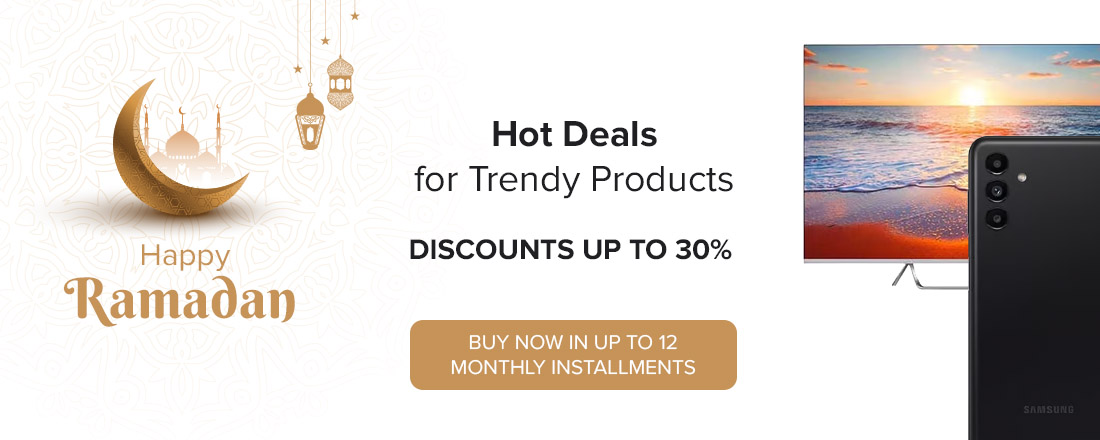 Happy
Ramadan
Hot Deals
for Trendy Products
DISCOUNTS UP TO 30%
BUY NOW IN UP TO 12
MONTHLY INSTALLMENTS
SAMSUNG